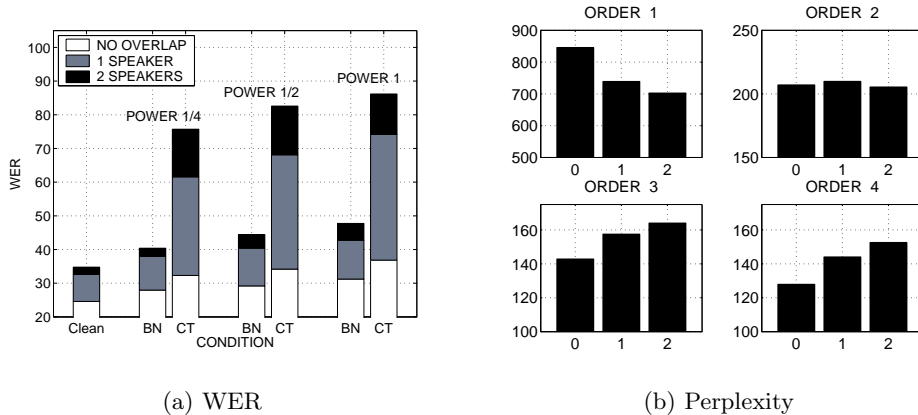 NO OVERLAP
1 SPEAKER
2 SPEAKERS
POWER 1/4
POWER 1/2
POWER 1
100
90
80
70
60
50
40
30
20
WER
Clean BN CT BN CT BN CT
CONDITION
(a) WER
ORDER 1
900
800
700
600
500
0 1 2
ORDER 2
250
200
150
0 1 2
ORDER 3
160
140
120
100
0 1 2
ORDER 4
160
140
120
100
0 1 2
(b) Perplexity